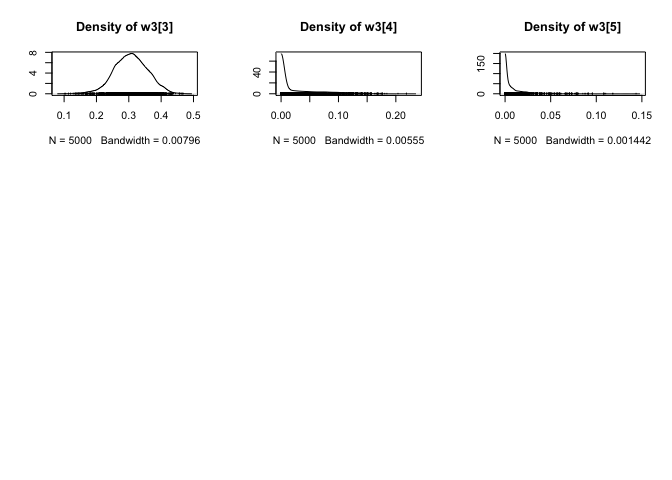 Density of w3[3]
8
4
0
0.1 0.2 0.3 0.4 0.5
N = 5000 Bandwidth = 0.00796
Density of w3[4]
40
0
0.00 0.10 0.20
N = 5000 Bandwidth = 0.00555
Density of w3[5]
150
0
0.00 0.05 0.10 0.15
N = 5000 Bandwidth = 0.001442